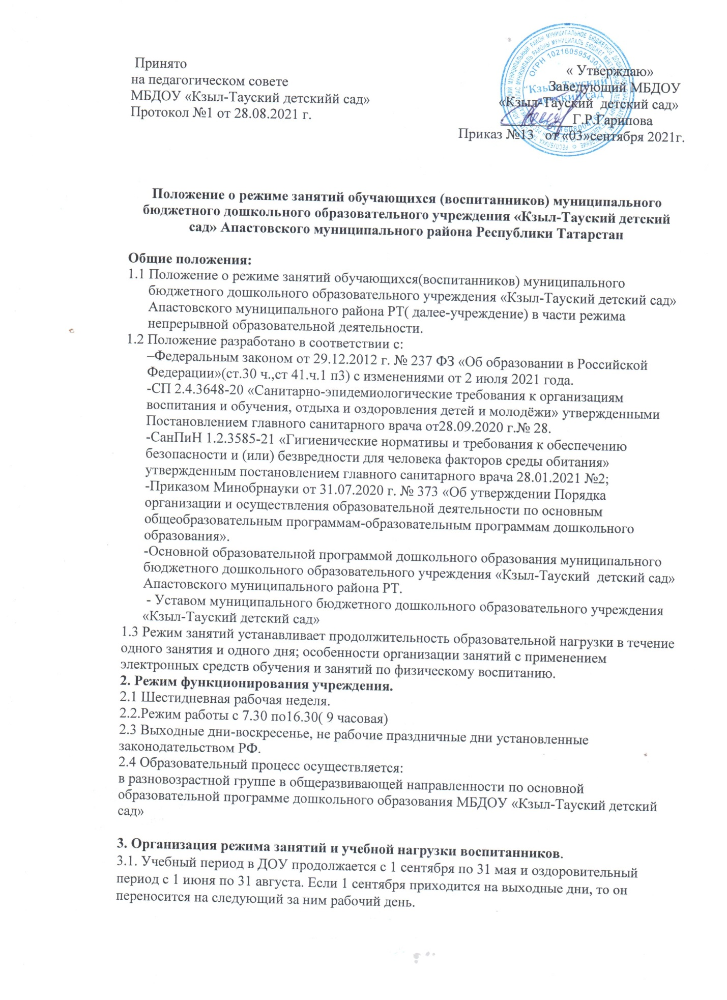 Принято
на педагогическом совете
МБДОУ «Кзыл-Тауский детскийй сад»
Протокол №1 от 28.08.2021 г.
« Утверждаю»
Заведующий МБДОУ
«Кзыл-Тауский детский сад»
____________Г.Р.Гарипова
Приказ №13 от «03»сентября 2021г.
ОГРН 1021605954303
"Кзыл-Тауский
детский сад"
Положение о режиме занятий обучающихся (воспитанников) муниципального
бюджетного дошкольного образовательного учреждения «Кзыл-Тауский детский
сад» Апастовского муниципального района Республики Татарстан
Общие положения:
1.1 Положение о режиме занятий обучающихся(воспитанников) муниципального
бюджетного дошкольного образовательного учреждения «Кзыл-Тауский детский сад»
Апастовского муниципального района РТ( далее-учреждение) в части режима
непрерывной образовательной деятельности.
1.2 Положение разработано в соответствии с:
–Федеральным законом от 29.12.2012 г. № 237 ФЗ «Об образовании в Российской
Федерации»(ст.30 ч.,ст 41.ч.1 п3) с изменениями от 2 июля 2021 года.
-СП 2.4.3648-20 «Санитарно-эпидемиологические требования к организациям
воспитания и обучения, отдыха и оздоровления детей и молодёжи» утвержденными
Постановлением главного санитарного врача от28.09.2020 г.№ 28.
-СанПиН 1.2.3585-21 «Гигиенические нормативы и требования к обеспечению
безопасности и (или) безвредности для человека факторов среды обитания»
утвержденным постановлением главного санитарного врача 28.01.2021 №2;
-Приказом Минобрнауки от 31.07.2020 г. № 373 «Об утверждении Порядка
организации и осуществления образовательной деятельности по основным
общеобразовательным программам-образовательным программам дошкольного
образования».
-Основной образовательной программой дошкольного образования муниципального
бюджетного дошкольного образовательного учреждения «Кзыл-Тауский детский сад»
Апастовского муниципального района РТ.
- Уставом муниципального бюджетного дошкольного образовательного учреждения
«Кзыл-Тауский детский сад»
1.3 Режим занятий устанавливает продолжительность образовательной нагрузки в течение
одного занятия и одного дня; особенности организации занятий с применением
электронных средств обучения и занятий по физическому воспитанию.
2. Режим функционирования учреждения.
2.1 Шестидневная рабочая неделя.
2.2.Режим работы с 7.30 по16.30( 9 часовая)
2.3 Выходные дни-воскресенье, не рабочие праздничные дни установленные
законодательством РФ.
2.4 Образовательный процесс осуществляется:
в разновозрастной группе в общеразвивающей направленности по основной
образовательной программе дошкольного образования МБДОУ «Кзыл-Тауский детский
сад»
3. Организация режима занятий и учебной нагрузки воспитанников.
3.1. Учебный период в ДОУ продолжается с 1 сентября по 31 мая и оздоровительный
период с 1 июня по 31 августа. Если 1 сентября приходится на выходные дни, то он
переносится на следующий за ним рабочий день.